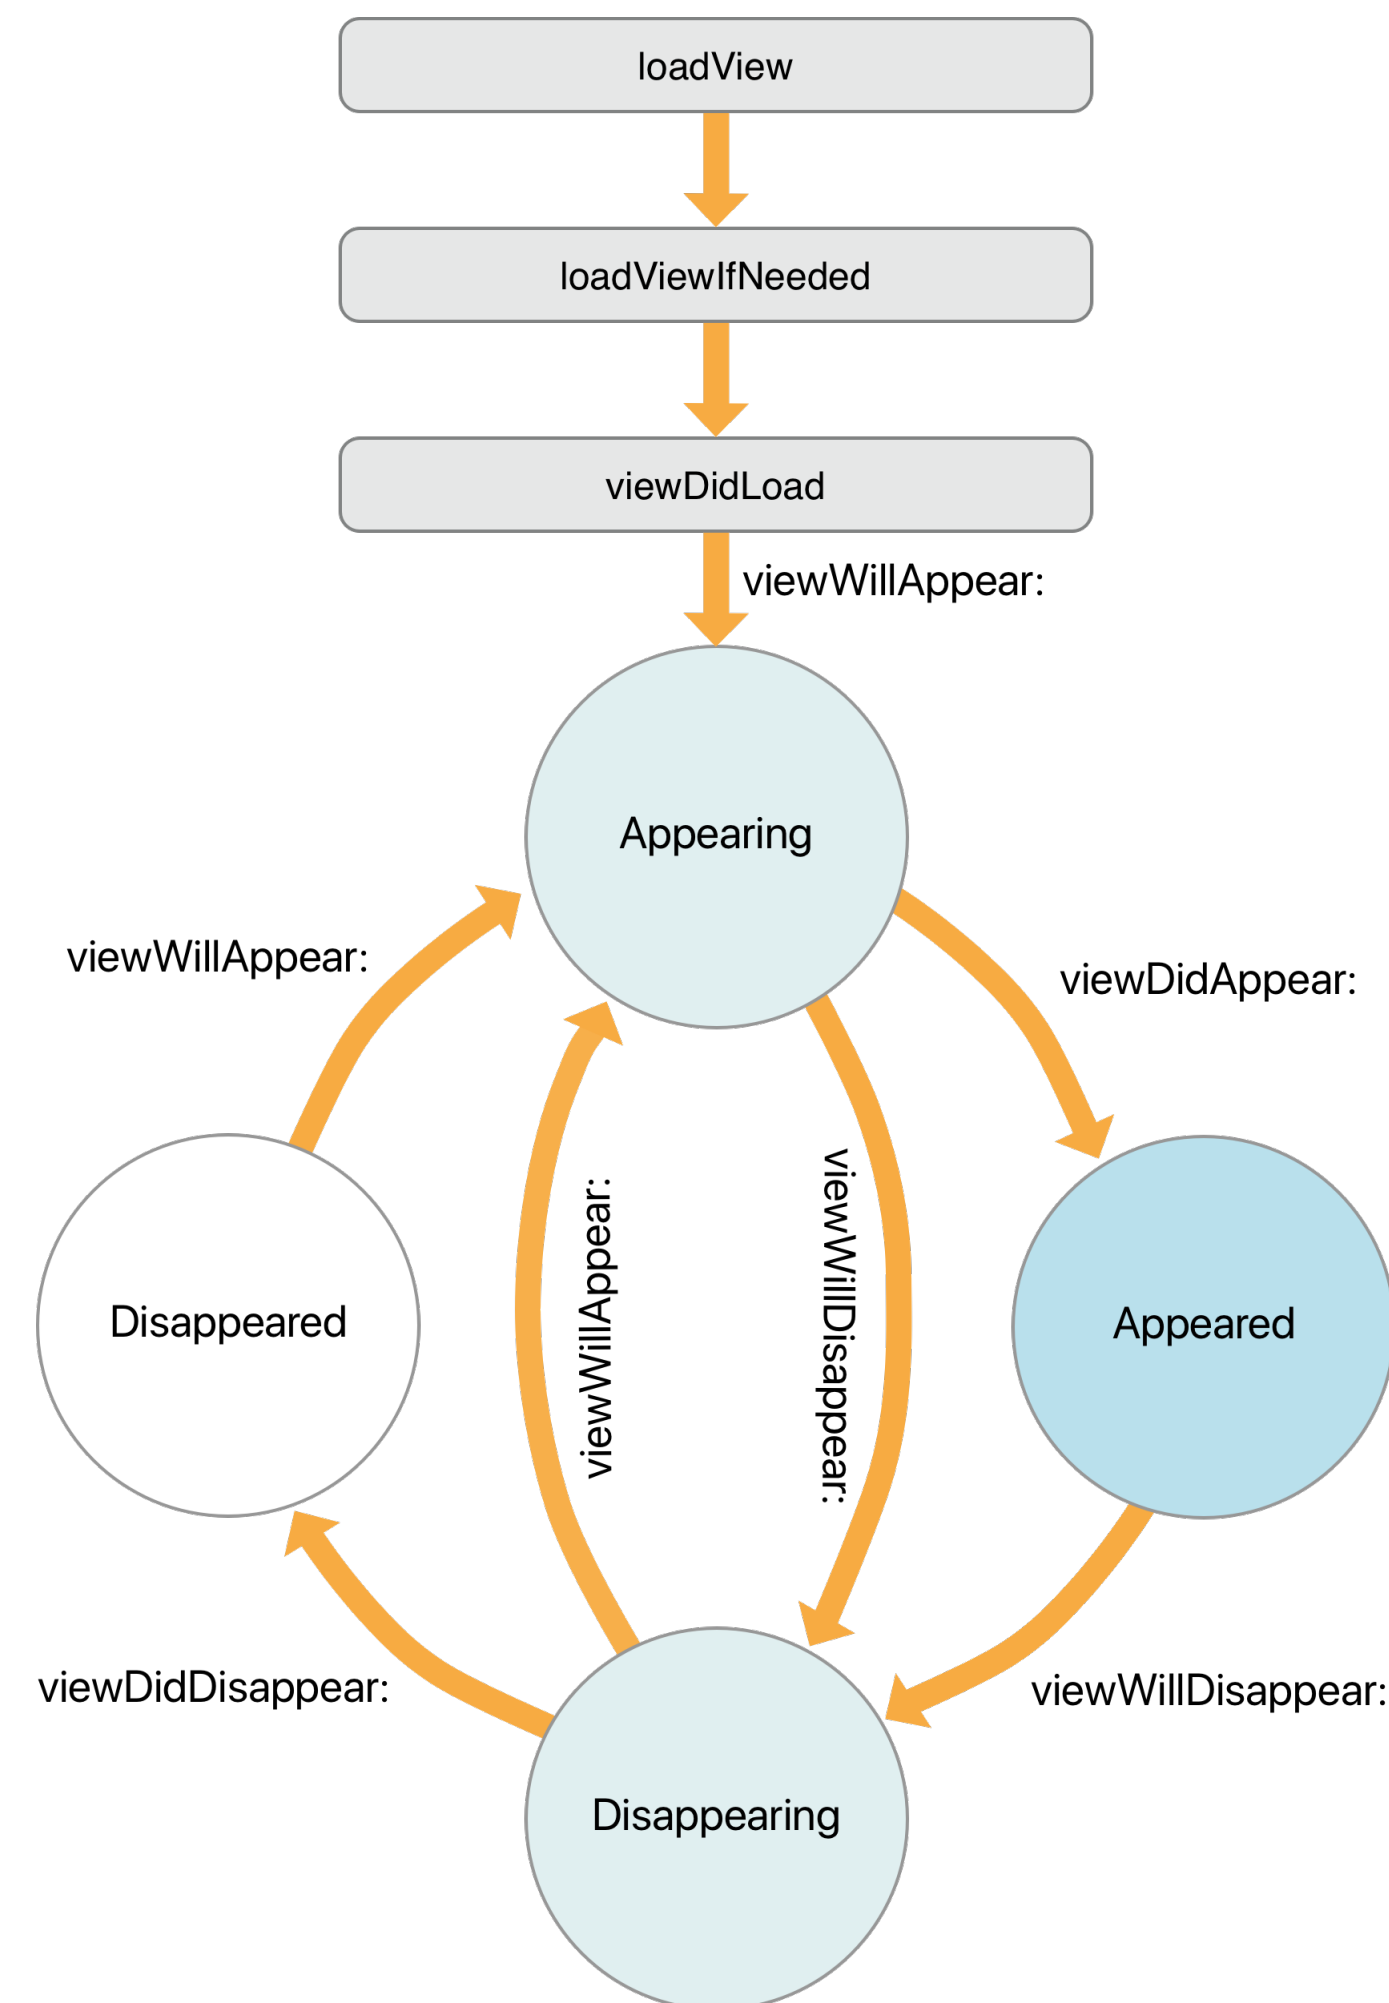 loadView
loadViewIfNeeded
viewDidLoad
viewWillAppear:
Appearing
viewWillAppear:
viewDidAppear:
viewWillAppear:
viewWillDisappear:
Disappeared
Appeared
viewDidDisappear:
viewWillDisappear:
Disappearing